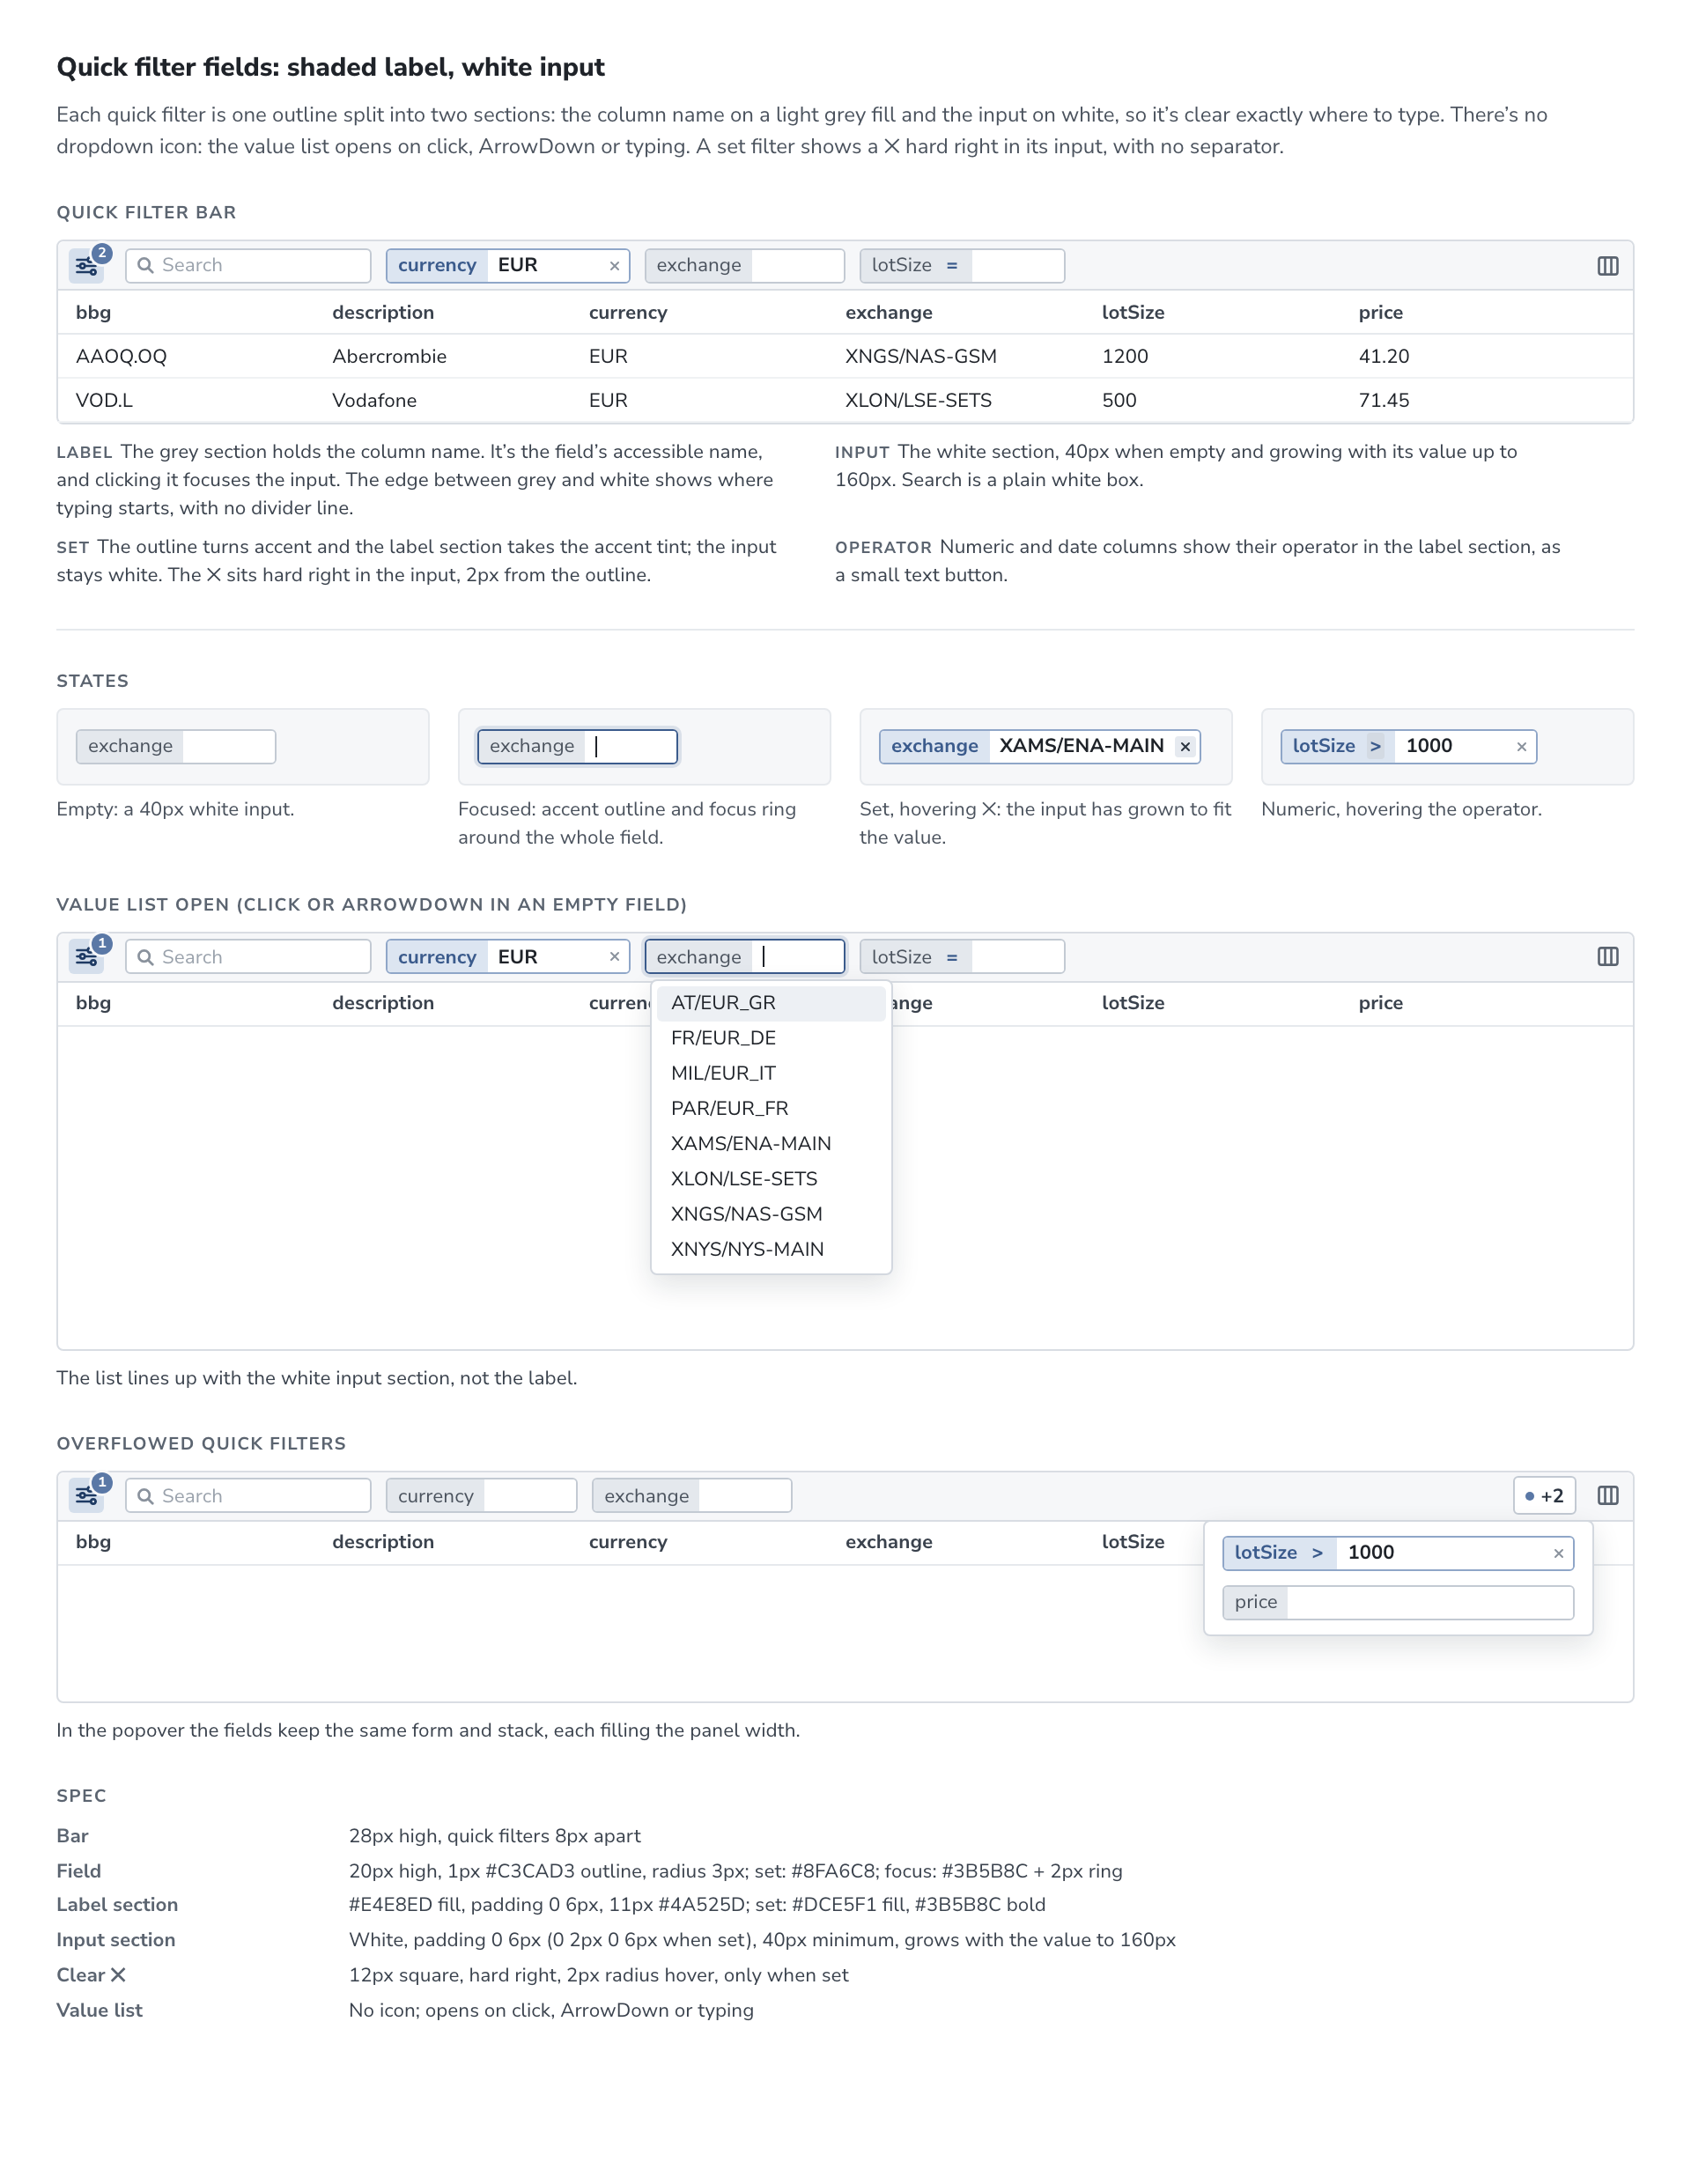 Quick filter fields: shaded label, white input
Each quick filter is one outline split into two sections: the column name on a light grey fill and the input on white, so it’s clear exactly where to type. There’s no
dropdown icon: the value list opens on click, ArrowDown or typing. A set filter shows a ✕ hard right in its input, with no separator.
QUICK FILTER BAR
2 Search currency EUR × exchange lotSize =
bbg description currency exchange lotSize price
AAOQ.OQ Abercrombie EUR XNGS/NAS-GSM 1200 41.20
VOD.L Vodafone EUR XLON/LSE-SETS 500 71.45
LABEL The grey section holds the column name. It’s the field’s accessible name,
and clicking it focuses the input. The edge between grey and white shows where
typing starts, with no divider line.
INPUT The white section, 40px when empty and growing with its value up to
160px. Search is a plain white box.
SET The outline turns accent and the label section takes the accent tint; the input
stays white. The ✕ sits hard right in the input, 2px from the outline.
OPERATOR Numeric and date columns show their operator in the label section, as
a small text button.
STATES
exchange
Empty: a 40px white input.
exchange
Focused: accent outline and focus ring
around the whole field.
exchange XAMS/ENA-MAIN ×
Set, hovering ✕: the input has grown to fit
the value.
lotSize > 1000 ×
Numeric, hovering the operator.
VALUE LIST OPEN (CLICK OR ARROWDOWN IN AN EMPTY FIELD)
1 Search currency EUR × exchange lotSize =
bbg description curren ange lotSize price
AT/EUR_GR
FR/EUR_DE
MIL/EUR_IT
PAR/EUR_FR
XAMS/ENA-MAIN
XLON/LSE-SETS
XNGS/NAS-GSM
XNYS/NYS-MAIN
The list lines up with the white input section, not the label.
OVERFLOWED QUICK FILTERS
1 Search currency exchange +2
bbg description currency exchange lotSize
lotSize > 1000 ×
price
In the popover the fields keep the same form and stack, each filling the panel width.
SPEC
Bar 28px high, quick filters 8px apart
Field 20px high, 1px #C3CAD3 outline, radius 3px; set: #8FA6C8; focus: #3B5B8C + 2px ring
Label section #E4E8ED fill, padding 0 6px, 11px #4A525D; set: #DCE5F1 fill, #3B5B8C bold
Input section White, padding 0 6px (0 2px 0 6px when set), 40px minimum, grows with the value to 160px
Clear ✕ 12px square, hard right, 2px radius hover, only when set
Value list No icon; opens on click, ArrowDown or typing